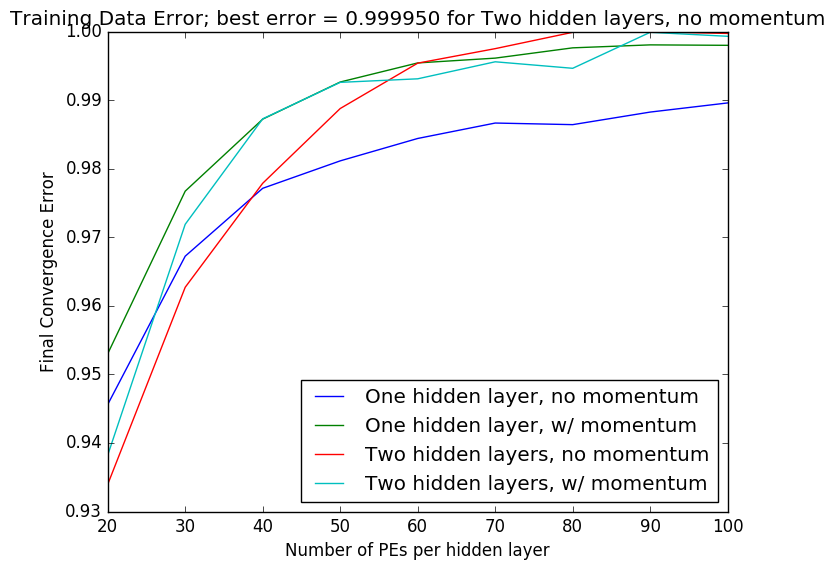 Training Data Error; best error = 0.999950 for Two hidden layers, no momentum
1.00
0.99
0.98
0.97
0.96
0.95
0.94
0.93
Final Convergence Error
One hidden layer, no momentum
One hidden layer, w/ momentum
Two hidden layers, no momentum
Two hidden layers, w/ momentum
20 30 40 50 60 70 80 90 100
Number of PEs per hidden layer